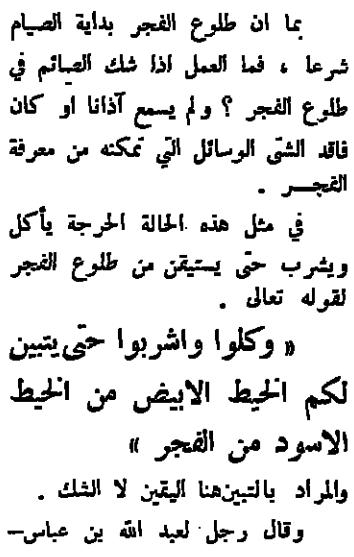 بما ان طلوع الفجر بداية الصيام
شرعا ، فما العمل اذا شك الصائم في
طلوع الفجر ؟ ولم يسمع آذانا او كان
فاقد الشتى الوسائل التي تمكنه من معرفة
الفجـــر .
في مثل هذه الحالة الحرجة يأكل
ويشرب حتى يستيقن من طلوع الفجر
لقوله تعالى .
« وكلوا واشربوا حتى يتبين
لكم الخيط الابيض من الخيط
الاسود من الفجر »
والمراد بالتبين هنا اليقين لا الشك .
وقال رجل لعبد الله بن عباس–